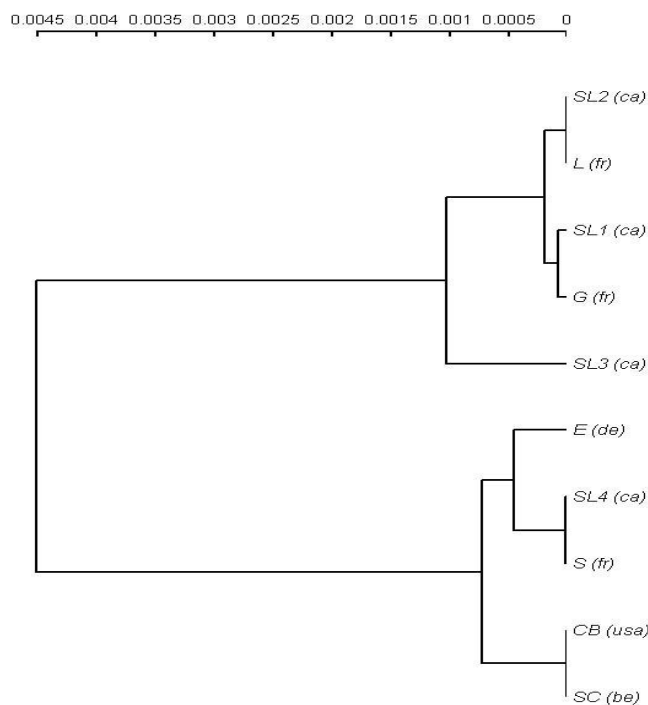 0.0045 0.004 0.0035 0.003 0.0025 0.002 0.0015 0.001 0.0005 0
SL2 (ca)
L (fr)
SL1 (ca)
G (fr)
SL3 (ca)
E (de)
SL4 (ca)
S (fr)
CB (usa)
SC (be)